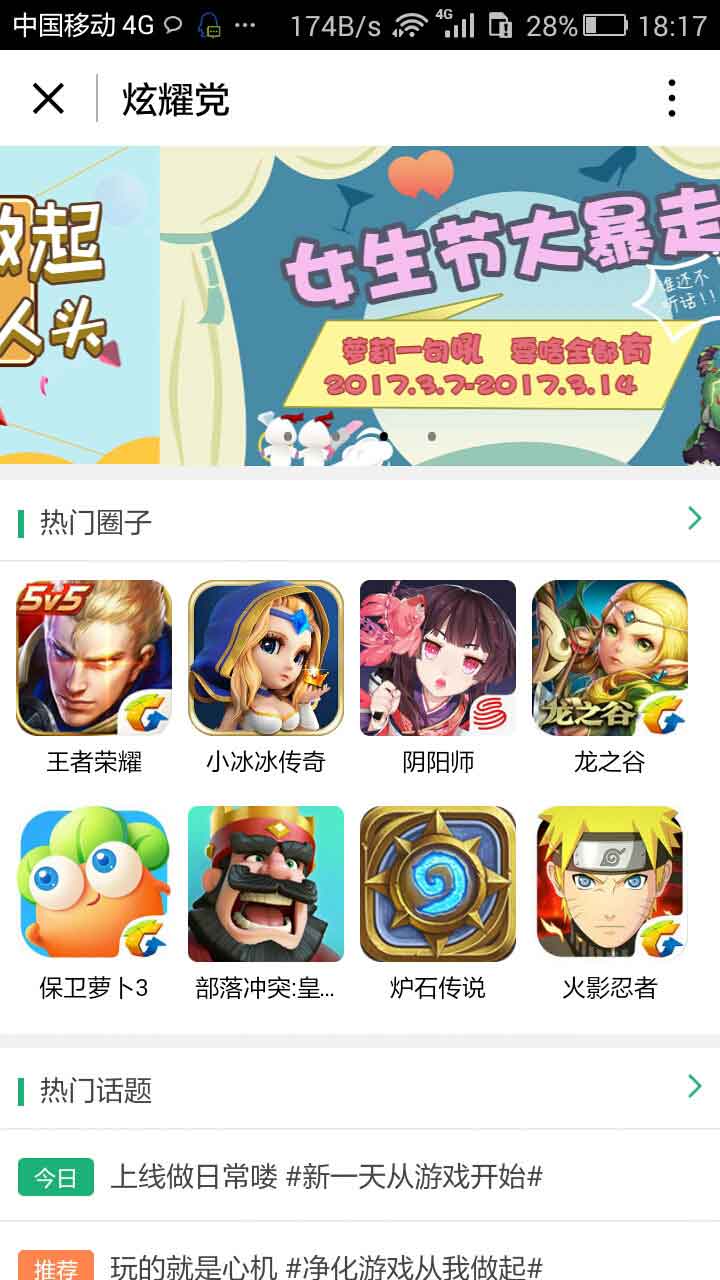 中国移动 4G 174B/s 4G 28% 18:17
炫耀党
做起
人头
女生节大暴走
谁还不
听话!!
萝莉一句吼 要啥全都有
2017.3.7-2017.3.14
热门圈子
5v5
龙之谷
王者荣耀 小冰冰传奇 阴阳师 龙之谷
保卫萝卜3 部落冲突:皇... 炉石传说 火影忍者
热门话题
今日 上线做日常喽 #新一天从游戏开始#
推荐 玩的就是心机 #净化游戏从我做起#